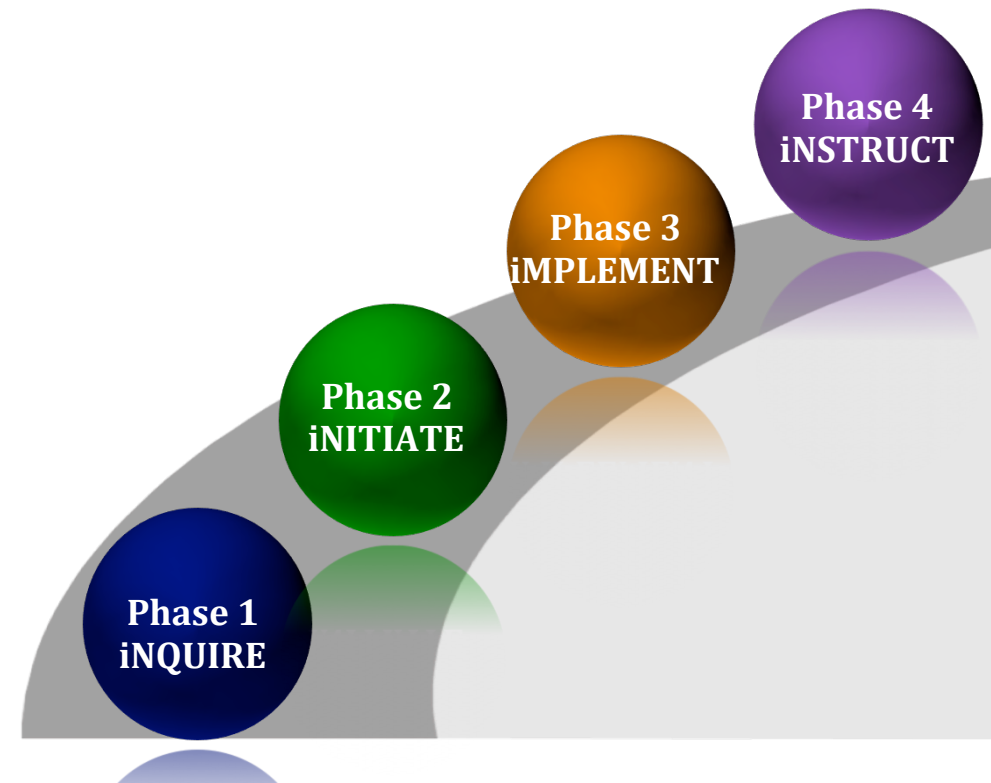 Phase 1
iNQUIRE
Phase 2
iNITIATE
Phase 3
iMPLEMENT
Phase 4
iNSTRUCT